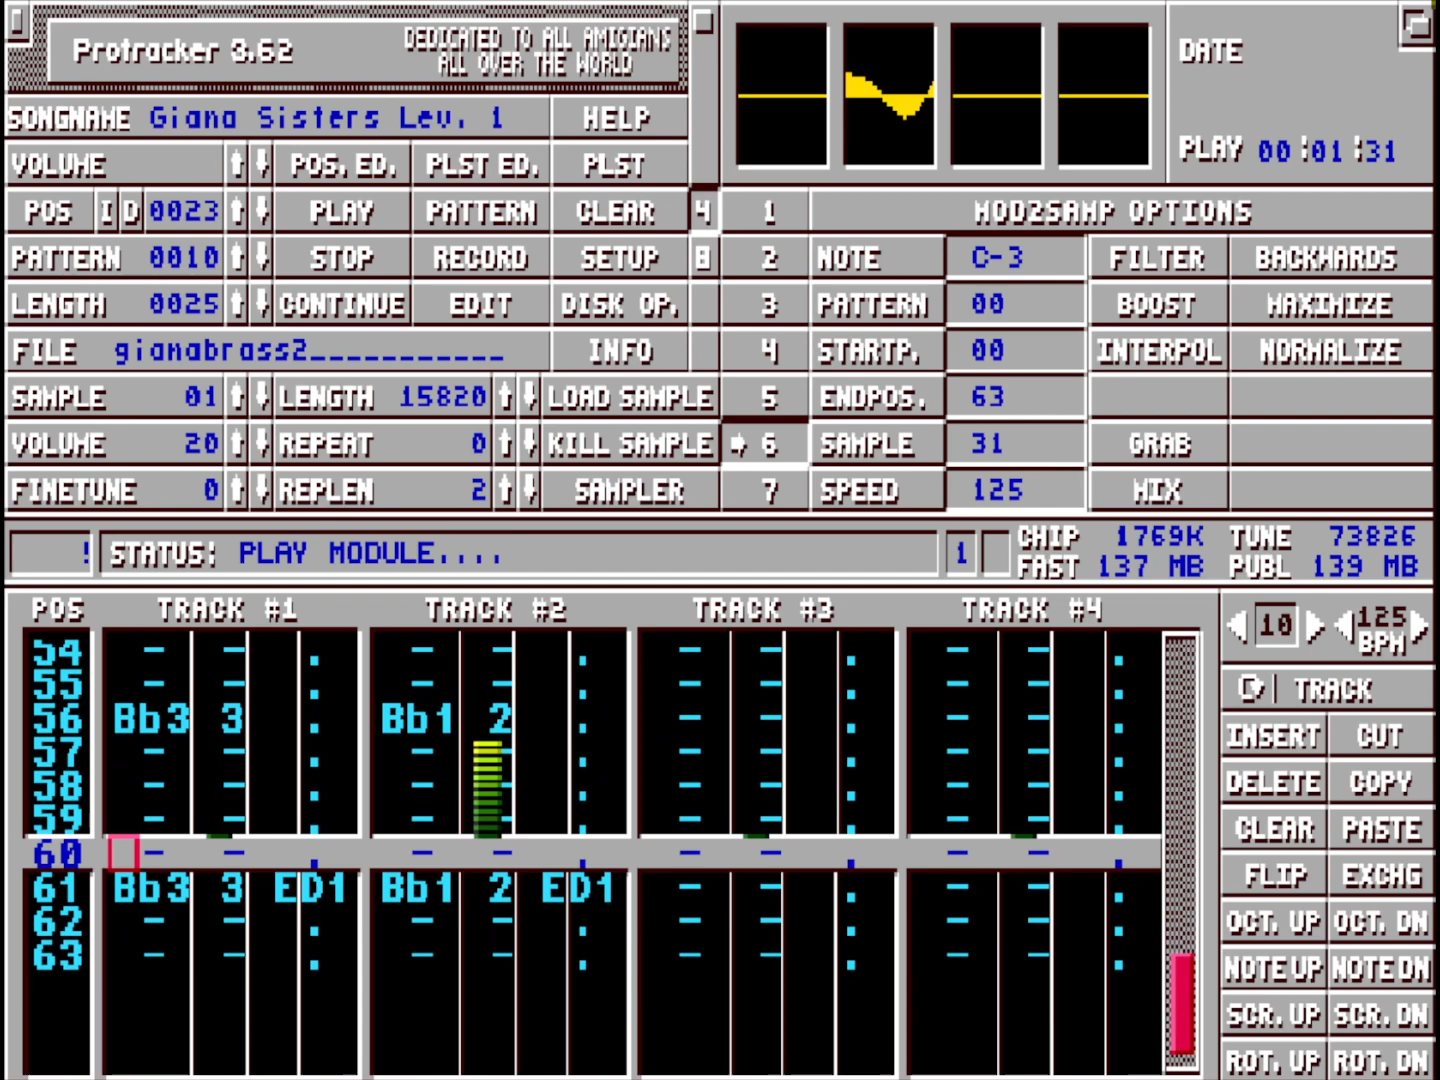 Protracker 3.62 DEDICATED TO ALL AMIGIANS
ALL OVER THE WORLD
DATE
PLAY 00:01:31
SONGNAME Giana Sisters Lev. 1 HELP
VOLUME POS. ED. PLST ED. PLST
POS I D 0023 PLAY PATTERN CLEAR 4 1 MOD2SAMP OPTIONS
PATTERN 0010 STOP RECORD SETUP 8 2 NOTE C-3 FILTER BACKWARDS
LENGTH 0025 CONTINUE EDIT DISK OP. 3 PATTERN 00 BOOST MAXIMIZE
FILE gianabrass2___________ INFO 4 STARTP. 00 INTERPOL NORMALIZE
SAMPLE 01 LENGTH 15820 LOAD SAMPLE 5 ENDPOS. 63
VOLUME 20 REPEAT 0 KILL SAMPLE 6 SAMPLE 31 GRAB
FINETUNE 0 REPLEN 2 SAMPLER 7 SPEED 125 MIX
! STATUS: PLAY MODULE.... 1 CHIP 1769K TUNE 73826
FAST 137 MB PUBL 139 MB
POS TRACK #1 TRACK #2 TRACK #3 TRACK #4 10 125 BPM
54 - - . - - . - - . - - .
55 - - . - - . - - . - - .
56 Bb3 3 Bb1 2 - - . - - .
57 - - . - - . - - . - - .
58 - - . - - . - - . - - .
59 - - . - - . - - . - - .
60 - - . - - . - - . - - .
61 Bb3 3 ED1 Bb1 2 ED1 - - . - - .
62 - - . - - . - - . - - .
63 - - . - - . - - . - - .
TRACK
INSERT CUT
DELETE COPY
CLEAR PASTE
FLIP EXCHG
OCT. UP OCT. DN
NOTE UP NOTE DN
SCR. UP SCR. DN
ROT. UP ROT. DN